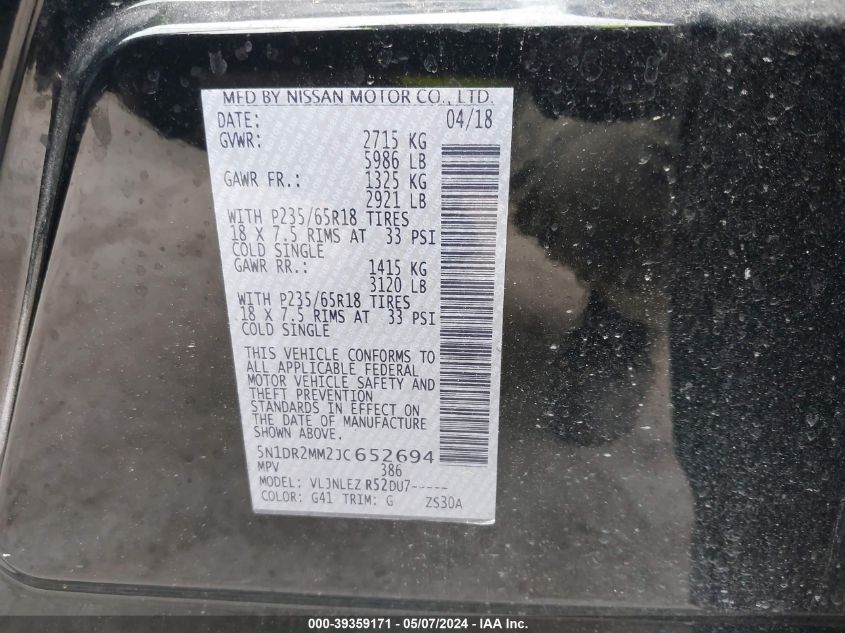 MFD BY NISSAN MOTOR CO., LTD.
DATE: 04/18
GVWR: 2715 KG
5986 LB
GAWR FR.: 1325 KG
2921 LB
WITH P235/65R18 TIRES
18 X 7.5 RIMS AT 33 PSI
COLD SINGLE
GAWR RR.: 1415 KG
3120 LB
WITH P235/65R18 TIRES
18 X 7.5 RIMS AT 33 PSI
COLD SINGLE
THIS VEHICLE CONFORMS TO
ALL APPLICABLE FEDERAL
MOTOR VEHICLE SAFETY AND
THEFT PREVENTION
STANDARDS IN EFFECT ON
THE DATE OF MANUFACTURE
SHOWN ABOVE.
5N1DR2MM2JC652694
MPV 386
MODEL: VLJNLEZ R52DU7-----
COLOR: G41 TRIM: G ZS30A
000-39359171 - 05/07/2024 - IAA Inc.